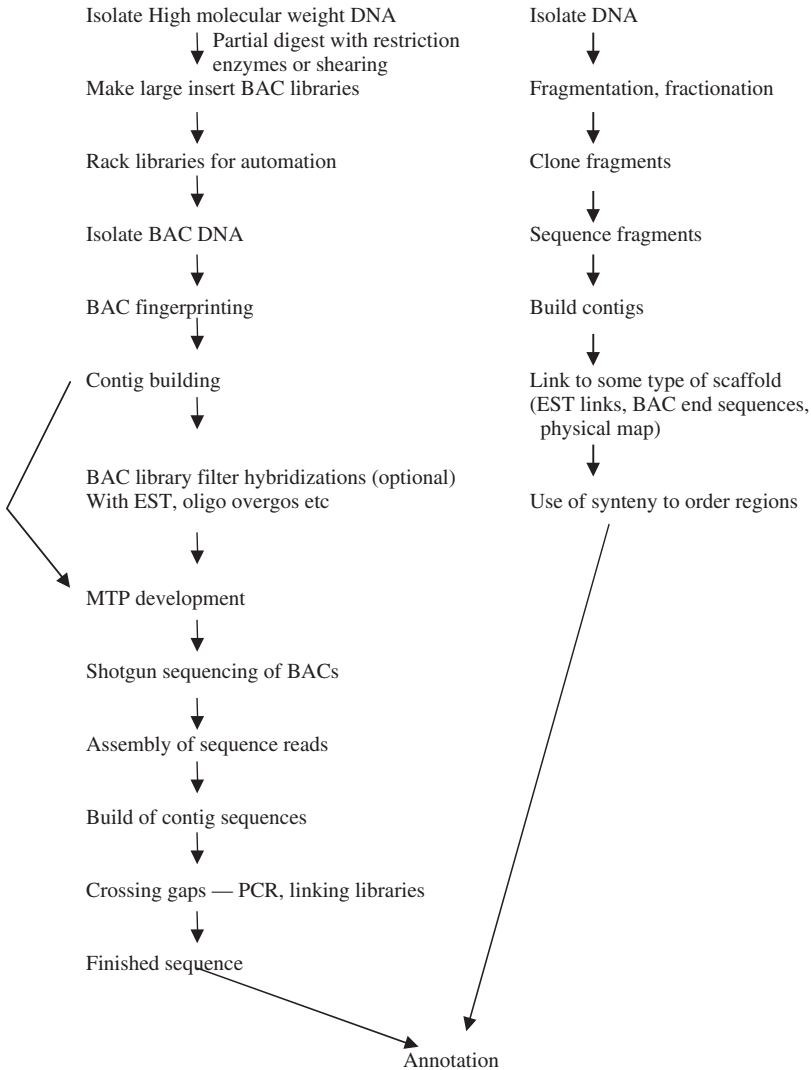 Isolate High molecular weight DNA
Partial digest with restriction
enzymes or shearing
Make large insert BAC libraries
Rack libraries for automation
Isolate BAC DNA
BAC fingerprinting
Contig building
BAC library filter hybridizations (optional)
With EST, oligo overgos etc
MTP development
Shotgun sequencing of BACs
Assembly of sequence reads
Build of contig sequences
Crossing gaps — PCR, linking libraries
Finished sequence
Isolate DNA
Fragmentation, fractionation
Clone fragments
Sequence fragments
Build contigs
Link to some type of scaffold
(EST links, BAC end sequences,
physical map)
Use of synteny to order regions
Annotation